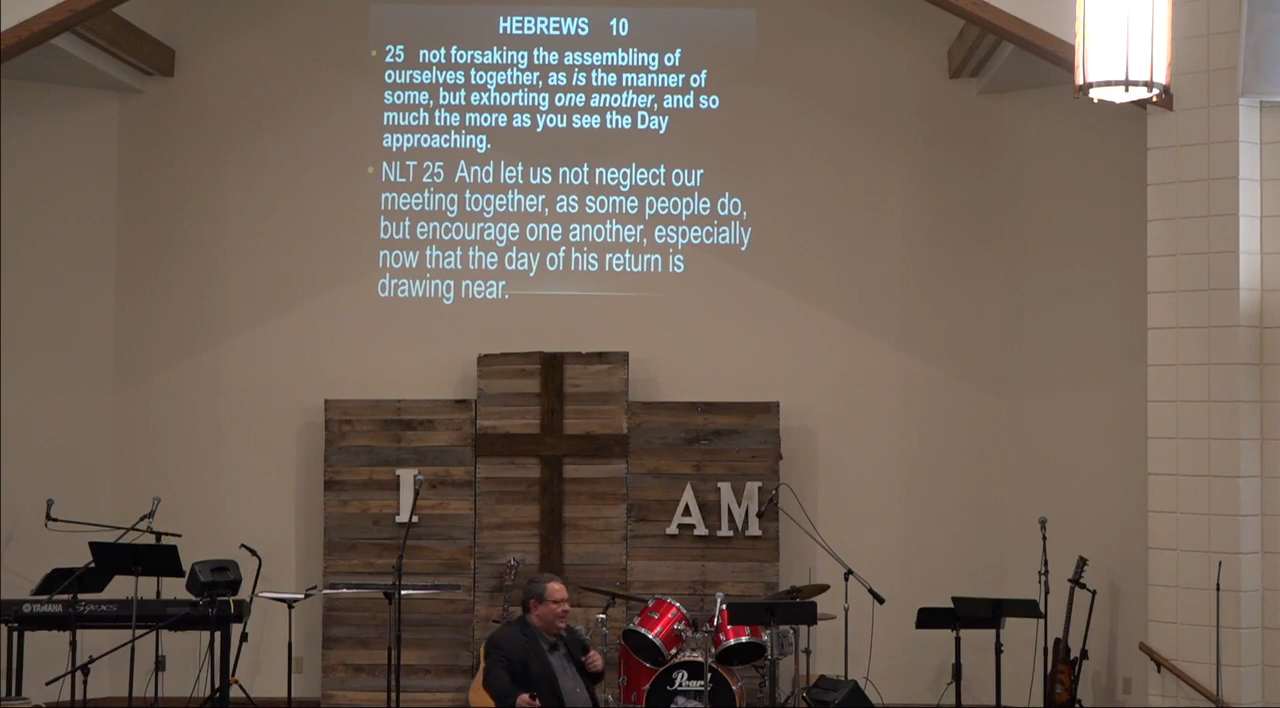 HEBREWS 10
25 not forsaking the assembling of
ourselves together, as is the manner of
some, but exhorting one another, and so
much the more as you see the Day
approaching.
NLT 25 And let us not neglect our
meeting together, as some people do,
but encourage one another, especially
now that the day of his return is
drawing near.
I AM
YAMAHA
Pearl